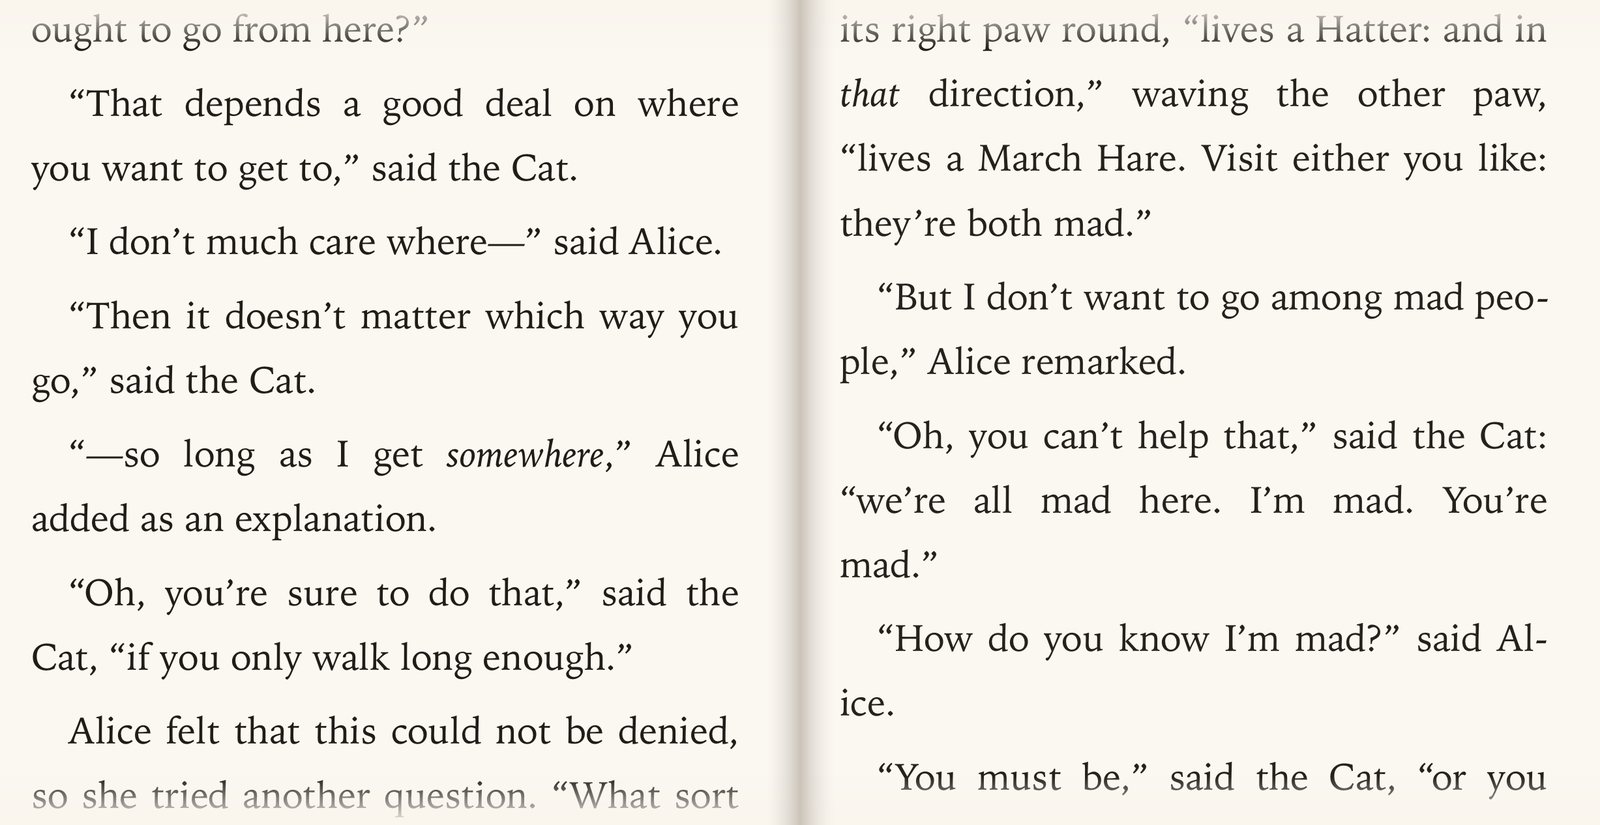 ought to go from here?”
“That depends a good deal on where
you want to get to,” said the Cat.
“I don’t much care where—” said Alice.
“Then it doesn’t matter which way you
go,” said the Cat.
“—so long as I get somewhere,” Alice
added as an explanation.
“Oh, you’re sure to do that,” said the
Cat, “if you only walk long enough.”
Alice felt that this could not be denied,
so she tried another question. “What sort
its right paw round, “lives a Hatter: and in
that direction,” waving the other paw,
“lives a March Hare. Visit either you like:
they’re both mad.”
“But I don’t want to go among mad peo-
ple,” Alice remarked.
“Oh, you can’t help that,” said the Cat:
“we’re all mad here. I’m mad. You’re
mad.”
“How do you know I’m mad?” said Al-
ice.
“You must be,” said the Cat, “or you